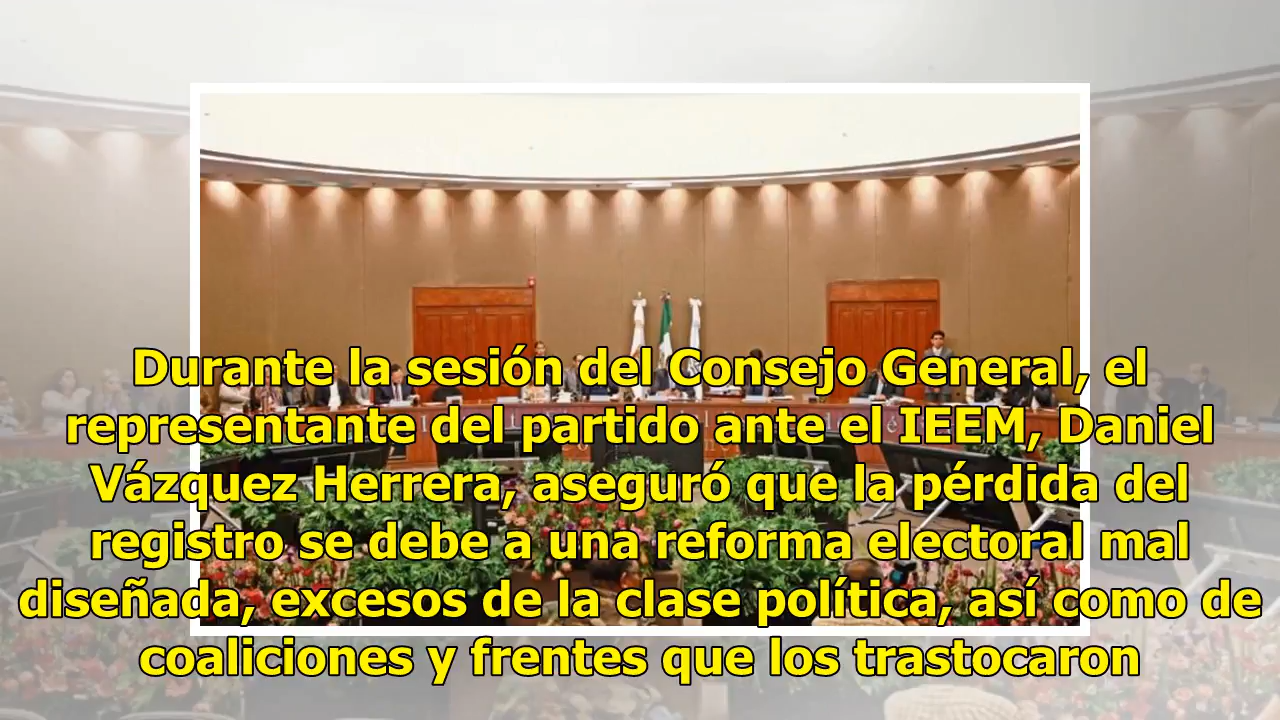 Durante la sesión del Consejo General, el
representante del partido ante el IEEM, Daniel
Vázquez Herrera, aseguró que la pérdida del
registro se debe a una reforma electoral mal
diseñada, excesos de la clase política, así como de
coaliciones y frentes que los trastocaron